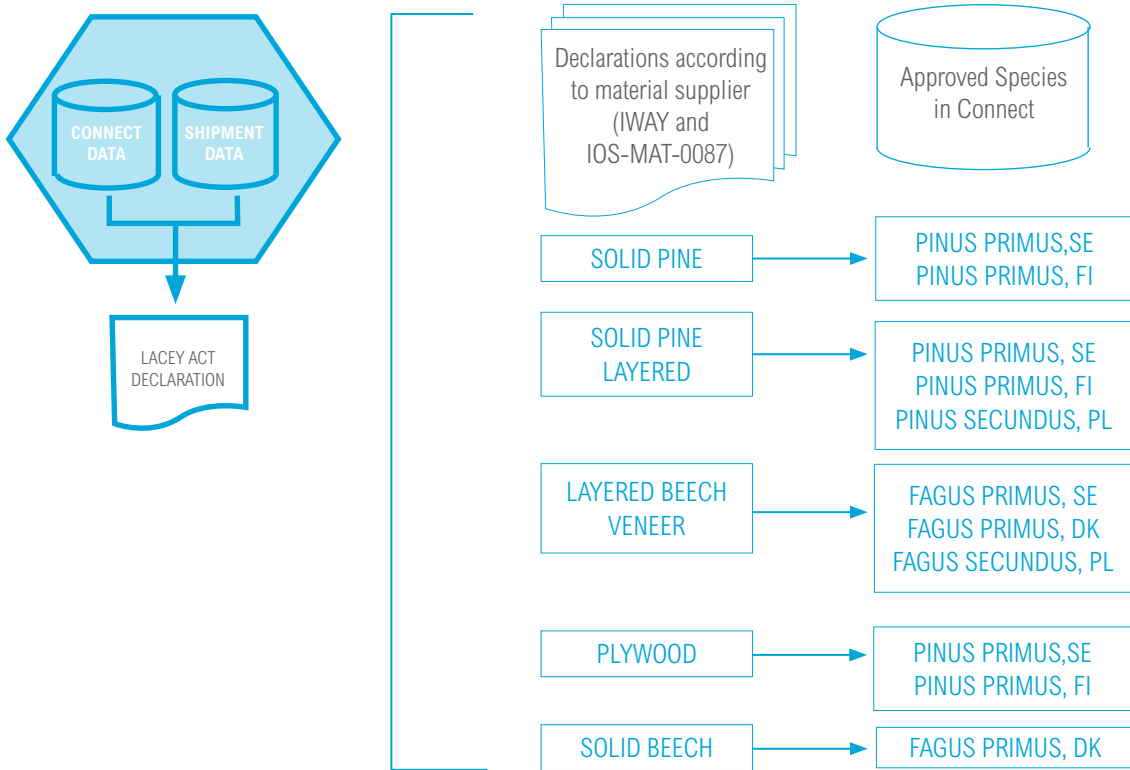 CONNECT
DATA
SHIPMENT
DATA
LACEY ACT
DECLARATION
Declarations according
to material supplier
(IWAY and
IOS-MAT-0087)
Approved Species
in Connect
SOLID PINE
PINUS PRIMUS,SE
PINUS PRIMUS, FI
SOLID PINE
LAYERED
PINUS PRIMUS, SE
PINUS PRIMUS, FI
PINUS SECUNDUS, PL
LAYERED BEECH
VENEER
FAGUS PRIMUS, SE
FAGUS PRIMUS, DK
FAGUS SECUNDUS, PL
PLYWOOD
PINUS PRIMUS,SE
PINUS PRIMUS, FI
SOLID BEECH
FAGUS PRIMUS, DK